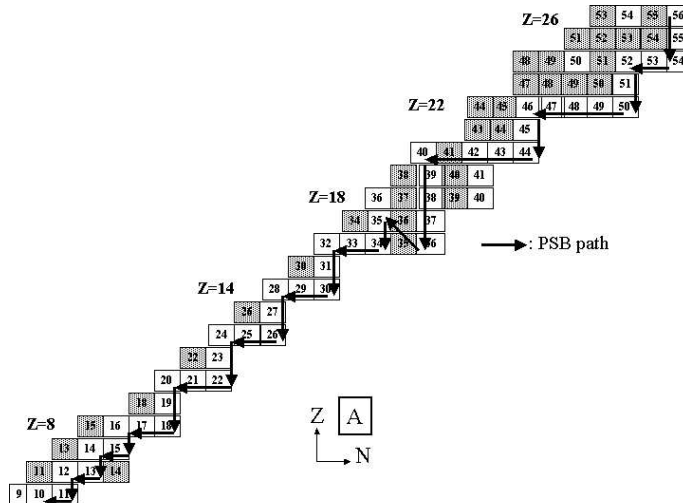 53 54 55 56
Z=26
51 52 53 54 55
48 49 50 51 52 53 54
47 48 49 50 51
Z=22
44 45 46 47 48 49 50
43 44 45
40 41 42 43 44
38 39 40 41
Z=18
36 37 38 39 40
34 35 36 37
32 33 34 35 36
: PSB path
30 31
Z=14
28 29 30
26 27
24 25 26
22 23
20 21 22
18 19
Z=8
15 16 17 18
Z A
13 14 15
N
11 12 13 14
9 10 11